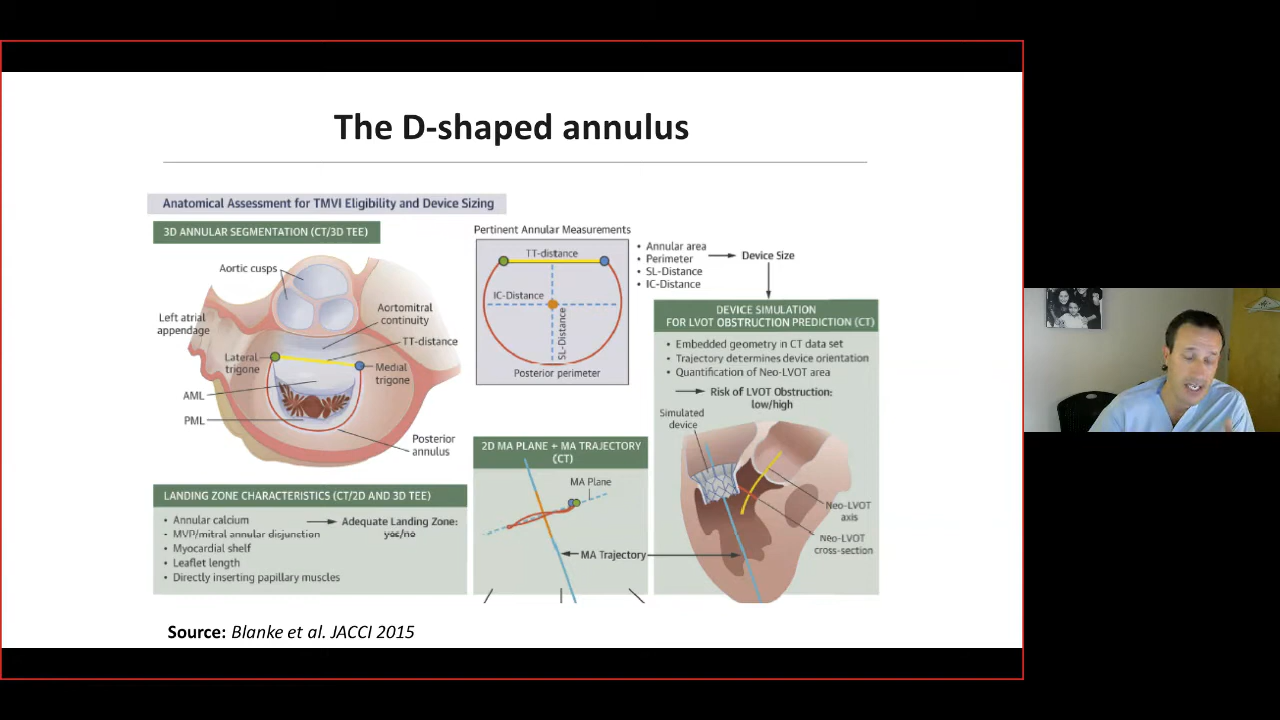 The D-shaped annulus
Anatomical Assessment for TMVI Eligibility and Device Sizing
3D ANNULAR SEGMENTATION (CT/3D TEE)
Aortic cusps
Left atrial
appendage
Aortomitral
continuity
TT-distance
Lateral
trigone
Medial
trigone
AML
PML
Posterior
annulus
Pertinent Annular Measurements
TT-distance
IC-Distance
SL-Distance
Posterior perimeter
• Annular area
• Perimeter
• SL-Distance
• IC-Distance
Device Size
DEVICE SIMULATION
FOR LVOT OBSTRUCTION PREDICTION (CT)
• Embedded geometry in CT data set
• Trajectory determines device orientation
• Quantification of Neo-LVOT area
Risk of LVOT Obstruction:
low/high
Simulated
device
Neo-LVOT
axis
Neo-LVOT
cross-section
LANDING ZONE CHARACTERISTICS (CT/2D AND 3D TEE)
• Annular calcium
• MVP/mitral annular disjunction
• Myocardial shelf
• Leaflet length
• Directly inserting papillary muscles
Adequate Landing Zone:
yes/no
2D MA PLANE + MA TRAJECTORY
(CT)
MA Plane
MA Trajectory
Source: Blanke et al. JACCI 2015